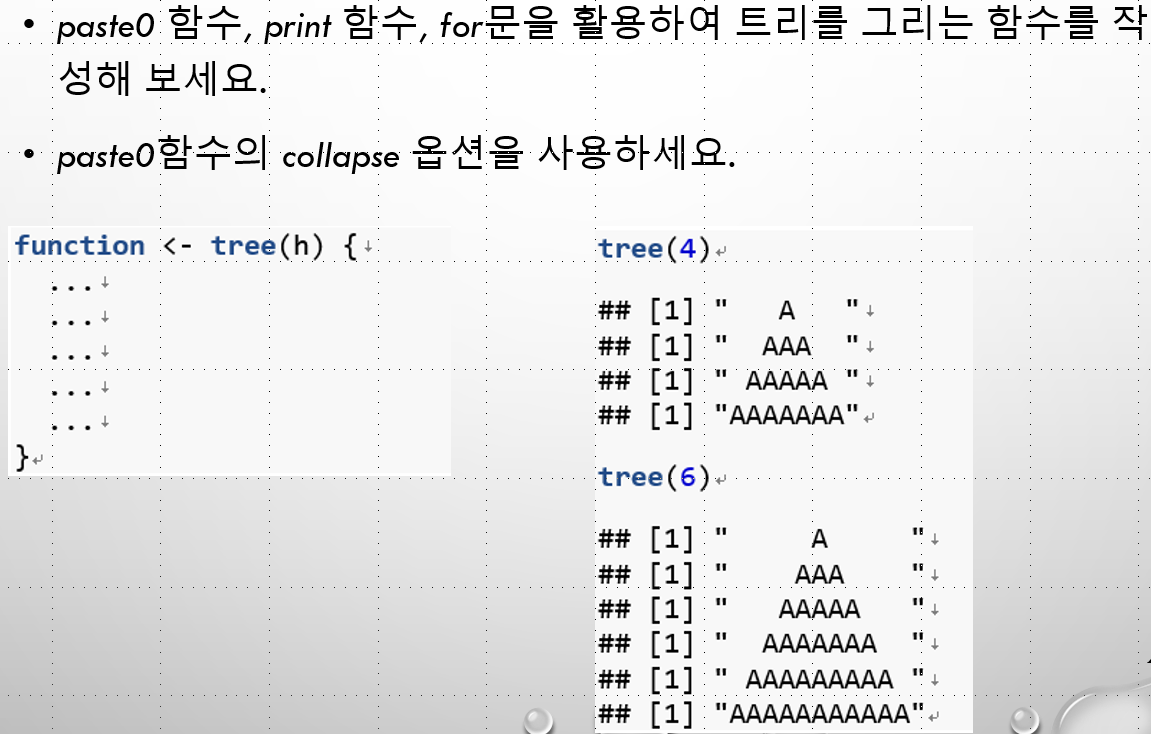 • paste0 함수, print 함수, for문을 활용하여 트리를 그리는 함수를 작
성해 보세요.
• paste0함수의 collapse 옵션을 사용하세요.
function <- tree(h) {↓
...↓
...↓
...↓
...↓
...↓
}↵
tree(4)↵
## [1] "   A   "↓
## [1] "  AAA  "↓
## [1] " AAAAA "↓
## [1] "AAAAAAA"↵
tree(6)↵
## [1] "     A     "↓
## [1] "    AAA    "↓
## [1] "   AAAAA   "↓
## [1] "  AAAAAAA  "↓
## [1] " AAAAAAAAA "↓
## [1] "AAAAAAAAAAA"↵